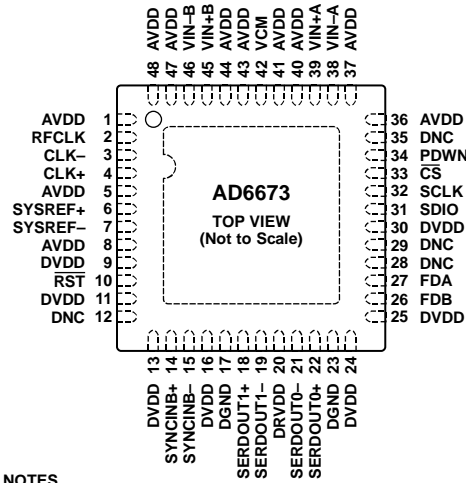 48 AVDD
47 AVDD
46 VIN–B
45 VIN+B
44 AVDD
43 AVDD
42 VCM
41 AVDD
40 AVDD
39 VIN+A
38 VIN–A
37 AVDD
AVDD 1
RFCLK 2
CLK– 3
CLK+ 4
AVDD 5
SYSREF+ 6
SYSREF– 7
AVDD 8
DVDD 9
RST 10
DVDD 11
DNC 12
AD6673
TOP VIEW
(Not to Scale)
36 AVDD
35 DNC
34 PDWN
33 CS
32 SCLK
31 SDIO
30 DVDD
29 DNC
28 DNC
27 FDA
26 FDB
25 DVDD
DVDD 13
SYNCINB+ 14
SYNCINB– 15
DVDD 16
DGND 17
SERDOUT1+ 18
SERDOUT1– 19
DRVDD 20
SERDOUT0– 21
SERDOUT0+ 22
DGND 23
DVDD 24
NOTES